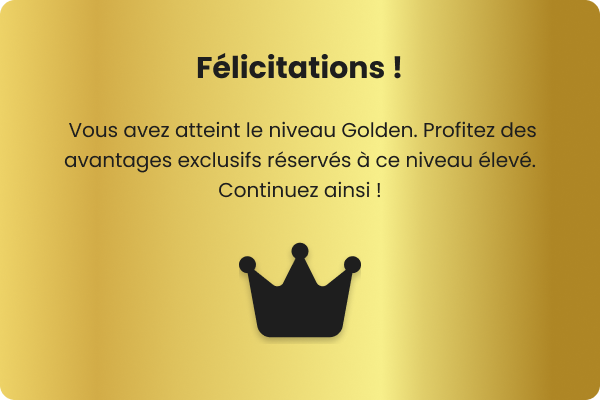 Félicitations !
Vous avez atteint le niveau Golden. Profitez des
avantages exclusifs réservés à ce niveau élevé.
Continuez ainsi !